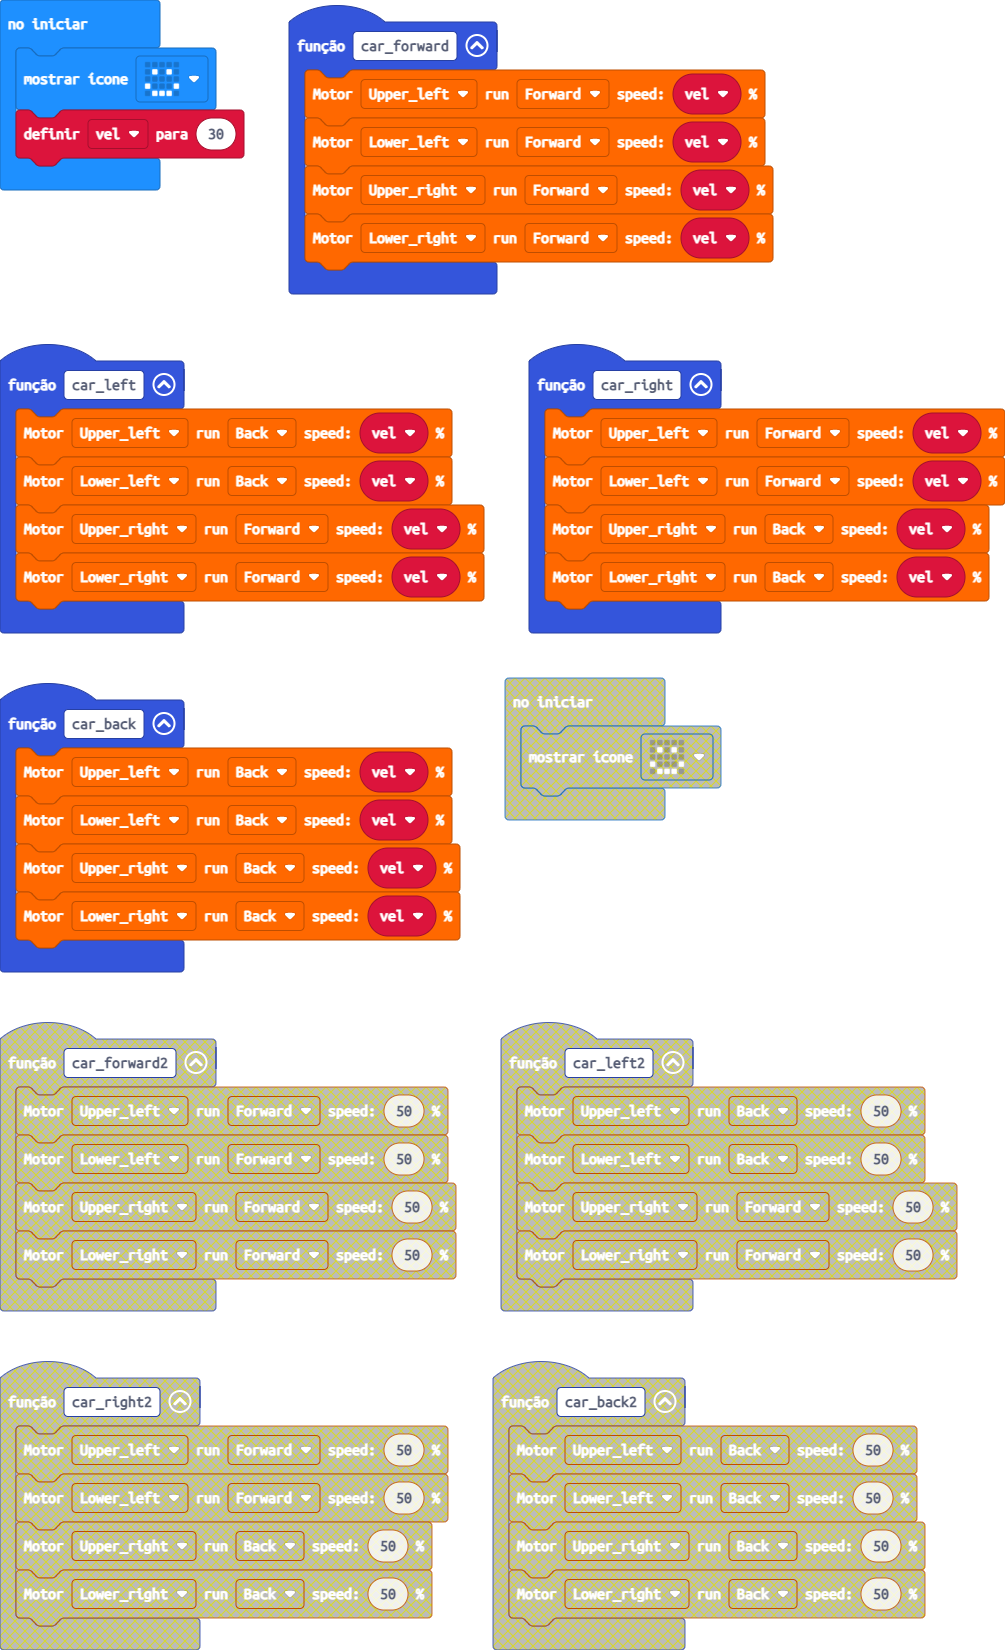 no iniciar
mostrar ícone
definir vel para 30
função car_forward
Motor Upper_left run Forward speed: vel %
Motor Lower_left run Forward speed: vel %
Motor Upper_right run Forward speed: vel %
Motor Lower_right run Forward speed: vel %
função car_left
Motor Upper_left run Back speed: vel %
Motor Lower_left run Back speed: vel %
Motor Upper_right run Forward speed: vel %
Motor Lower_right run Forward speed: vel %
função car_right
Motor Upper_left run Forward speed: vel %
Motor Lower_left run Forward speed: vel %
Motor Upper_right run Back speed: vel %
Motor Lower_right run Back speed: vel %
função car_back
Motor Upper_left run Back speed: vel %
Motor Lower_left run Back speed: vel %
Motor Upper_right run Back speed: vel %
Motor Lower_right run Back speed: vel %
no iniciar
mostrar ícone
função car_forward2
Motor Upper_left run Forward speed: 50 %
Motor Lower_left run Forward speed: 50 %
Motor Upper_right run Forward speed: 50 %
Motor Lower_right run Forward speed: 50 %
função car_left2
Motor Upper_left run Back speed: 50 %
Motor Lower_left run Back speed: 50 %
Motor Upper_right run Forward speed: 50 %
Motor Lower_right run Forward speed: 50 %
função car_right2
Motor Upper_left run Forward speed: 50 %
Motor Lower_left run Forward speed: 50 %
Motor Upper_right run Back speed: 50 %
Motor Lower_right run Back speed: 50 %
função car_back2
Motor Upper_left run Back speed: 50 %
Motor Lower_left run Back speed: 50 %
Motor Upper_right run Back speed: 50 %
Motor Lower_right run Back speed: 50 %